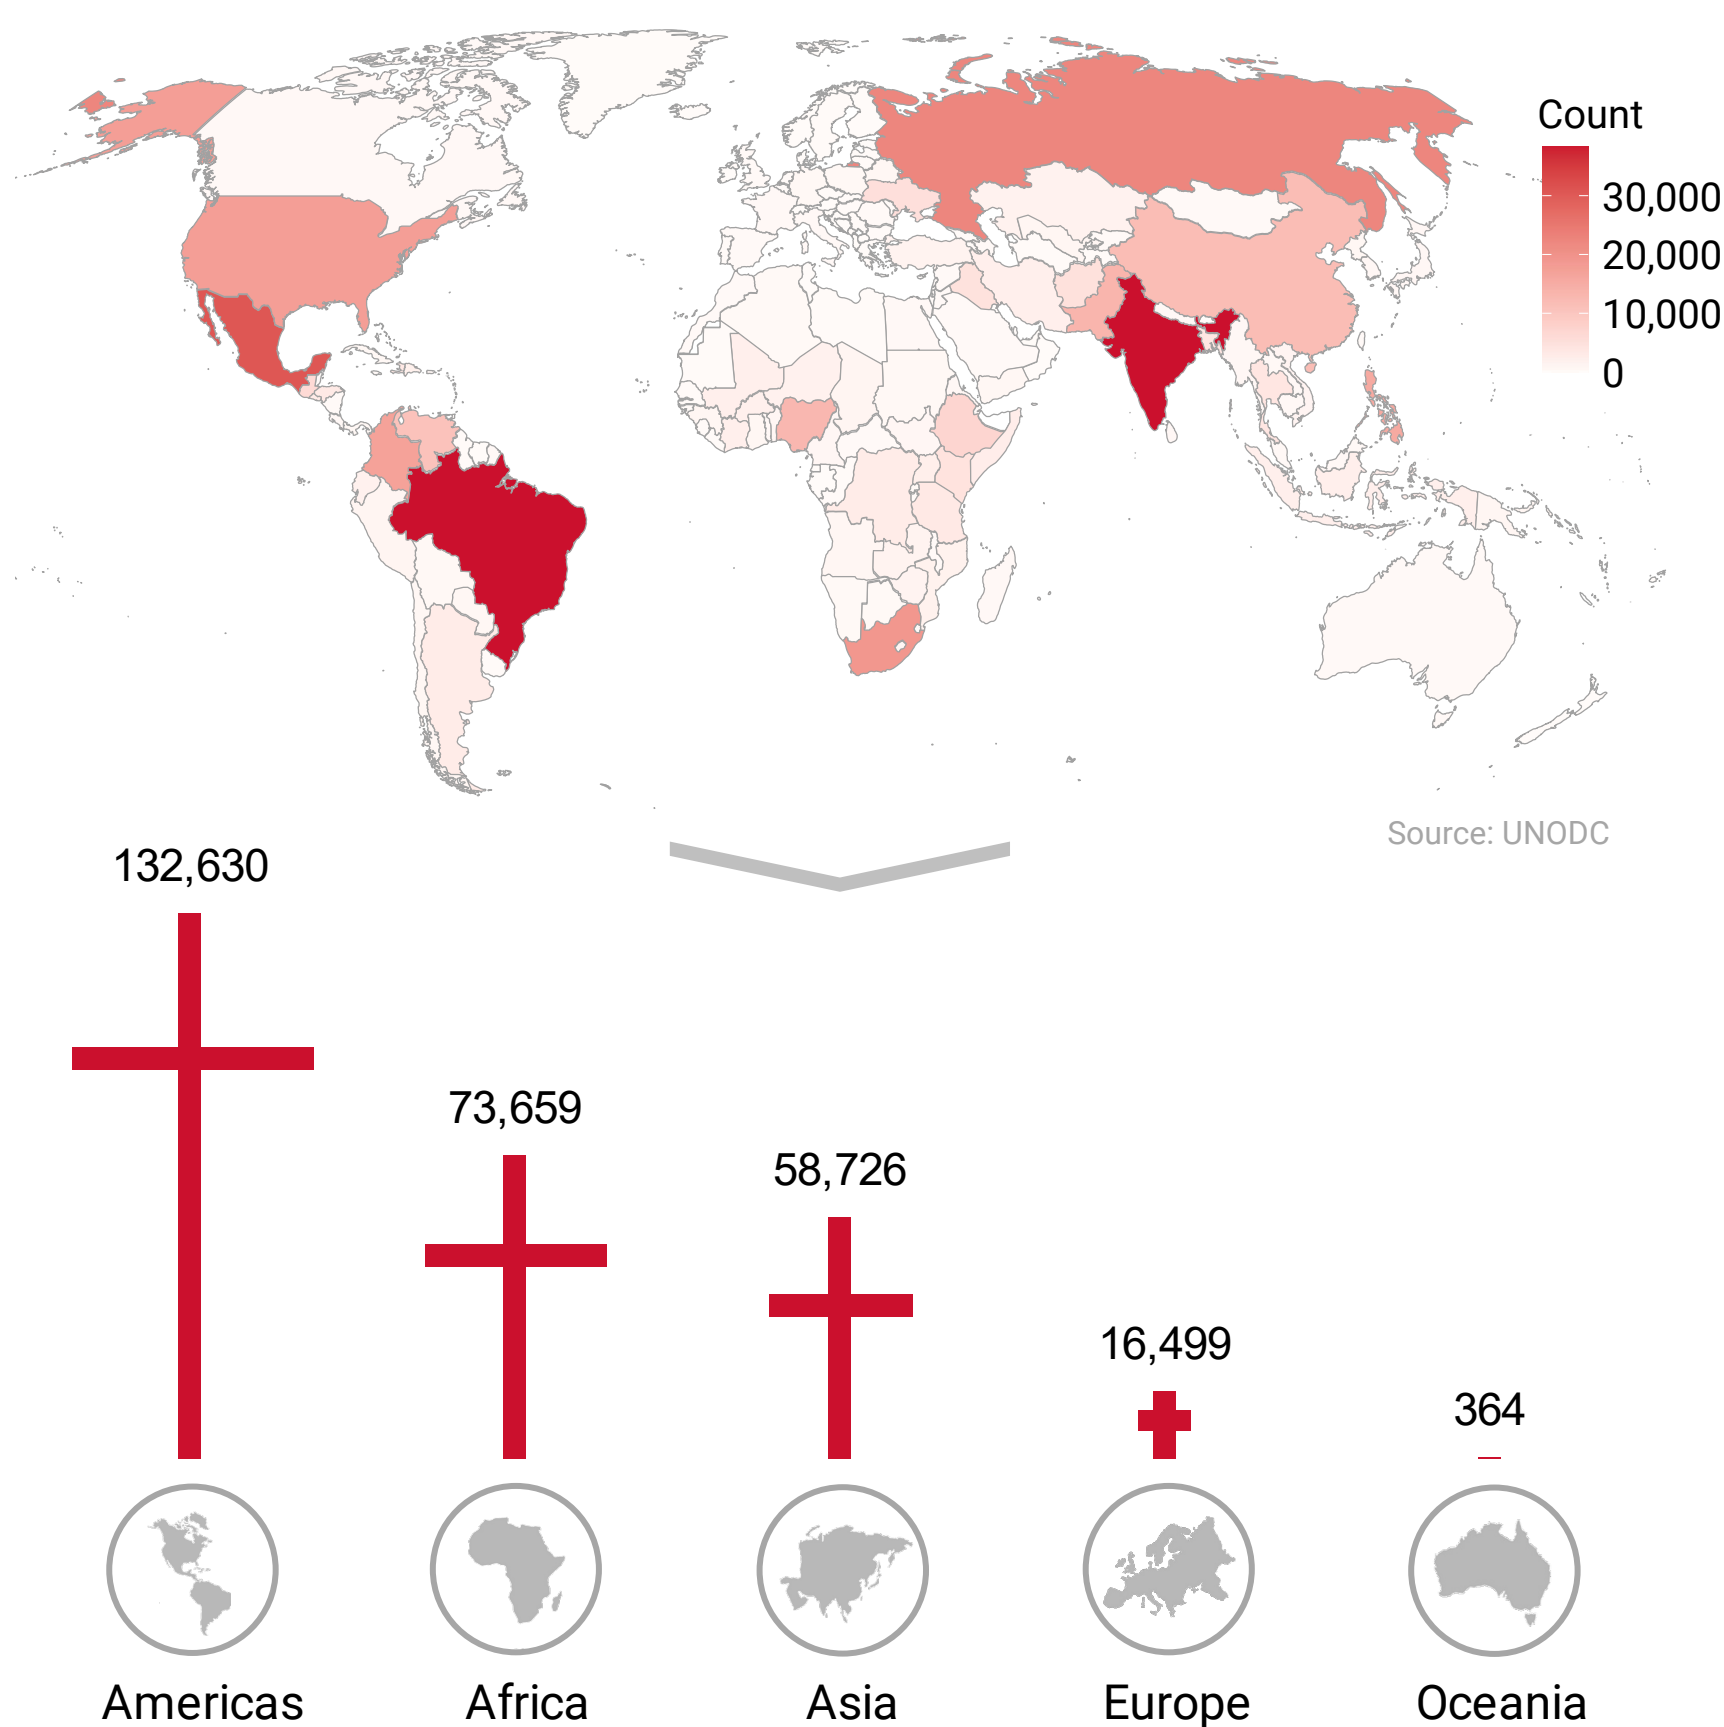 Count
30,000
20,000
10,000
0
Source: UNODC
132,630
73,659
58,726
16,499
364
Americas
Africa
Asia
Europe
Oceania